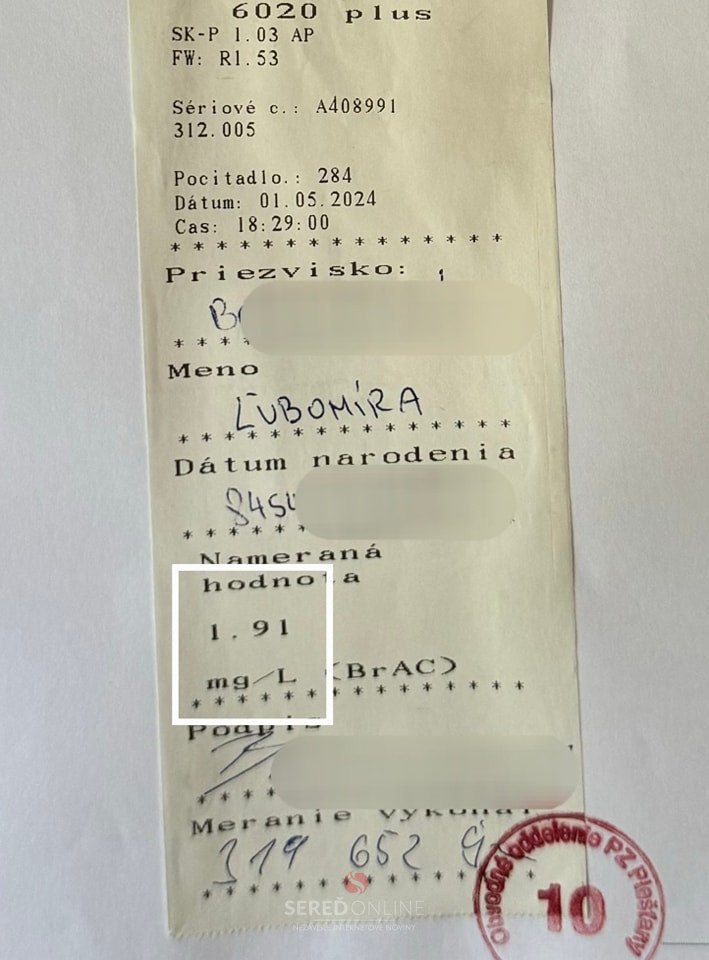 6020 plus
SK-P 1.03 AP
FW: R1.53
Sériové c.: A408991
312.005
Pocitadlo.: 284
Dátum: 01.05.2024
Cas: 18:29:00
* * * * * * * * * * * * * * *
Priezvisko:
* * * *
Meno
ĽUBOMÍRA
* * * * * * * * * * * * * * *
Dátum narodenia
* * * * * *
Nameraná
hodnota
1.91
mg/L (BrAC)
* * * * * * * * * * * * * * *
Podpis
* * * *
Meranie vykonal
319 652
* * * * * * * * * * * * * * *
SEREĎONLINE
Obvodné oddelenie PZ Piešťany
10